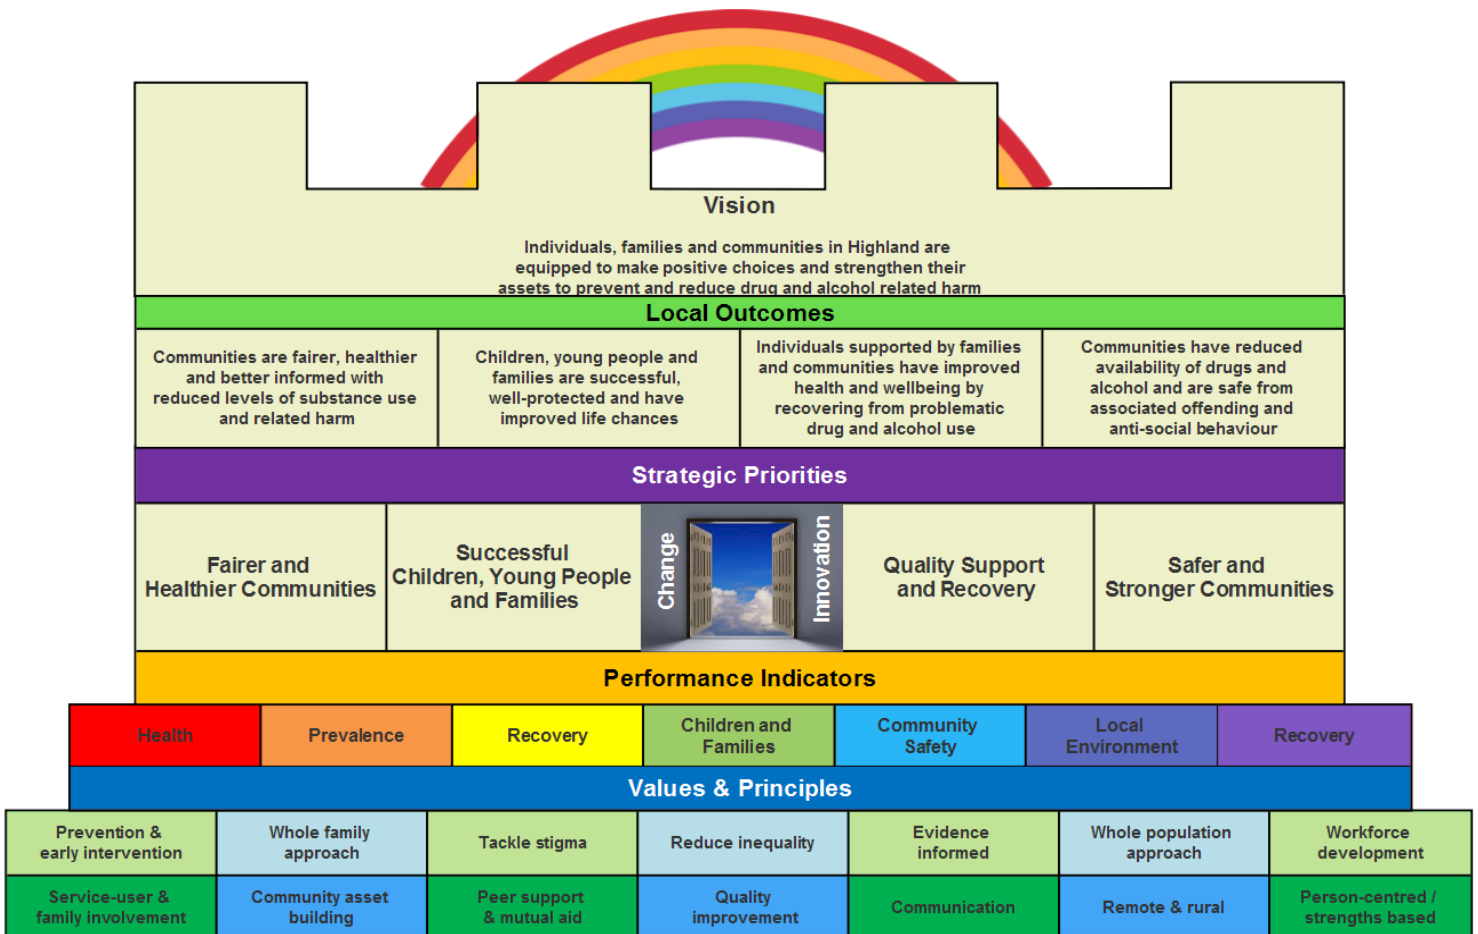 Vision
Individuals, families and communities in Highland are
equipped to make positive choices and strengthen their
assets to prevent and reduce drug and alcohol related harm
Local Outcomes
Communities are fairer, healthier
and better informed with
reduced levels of substance use
and related harm
Children, young people and
families are successful,
well-protected and have
improved life chances
Individuals supported by families
and communities have improved
health and wellbeing by
recovering from problematic
drug and alcohol use
Communities have reduced
availability of drugs and
alcohol and are safe from
associated offending and
anti-social behaviour
Strategic Priorities
Fairer and
Healthier Communities
Successful
Children, Young People
and Families
Change
Innovation
Quality Support
and Recovery
Safer and
Stronger Communities
Performance Indicators
Health
Prevalence
Recovery
Children and
Families
Community
Safety
Local
Environment
Recovery
Values & Principles
Prevention &
early intervention
Whole family
approach
Tackle stigma
Reduce inequality
Evidence
informed
Whole population
approach
Workforce
development
Service-user &
family involvement
Community asset
building
Peer support
& mutual aid
Quality
improvement
Communication
Remote & rural
Person-centred /
strengths based